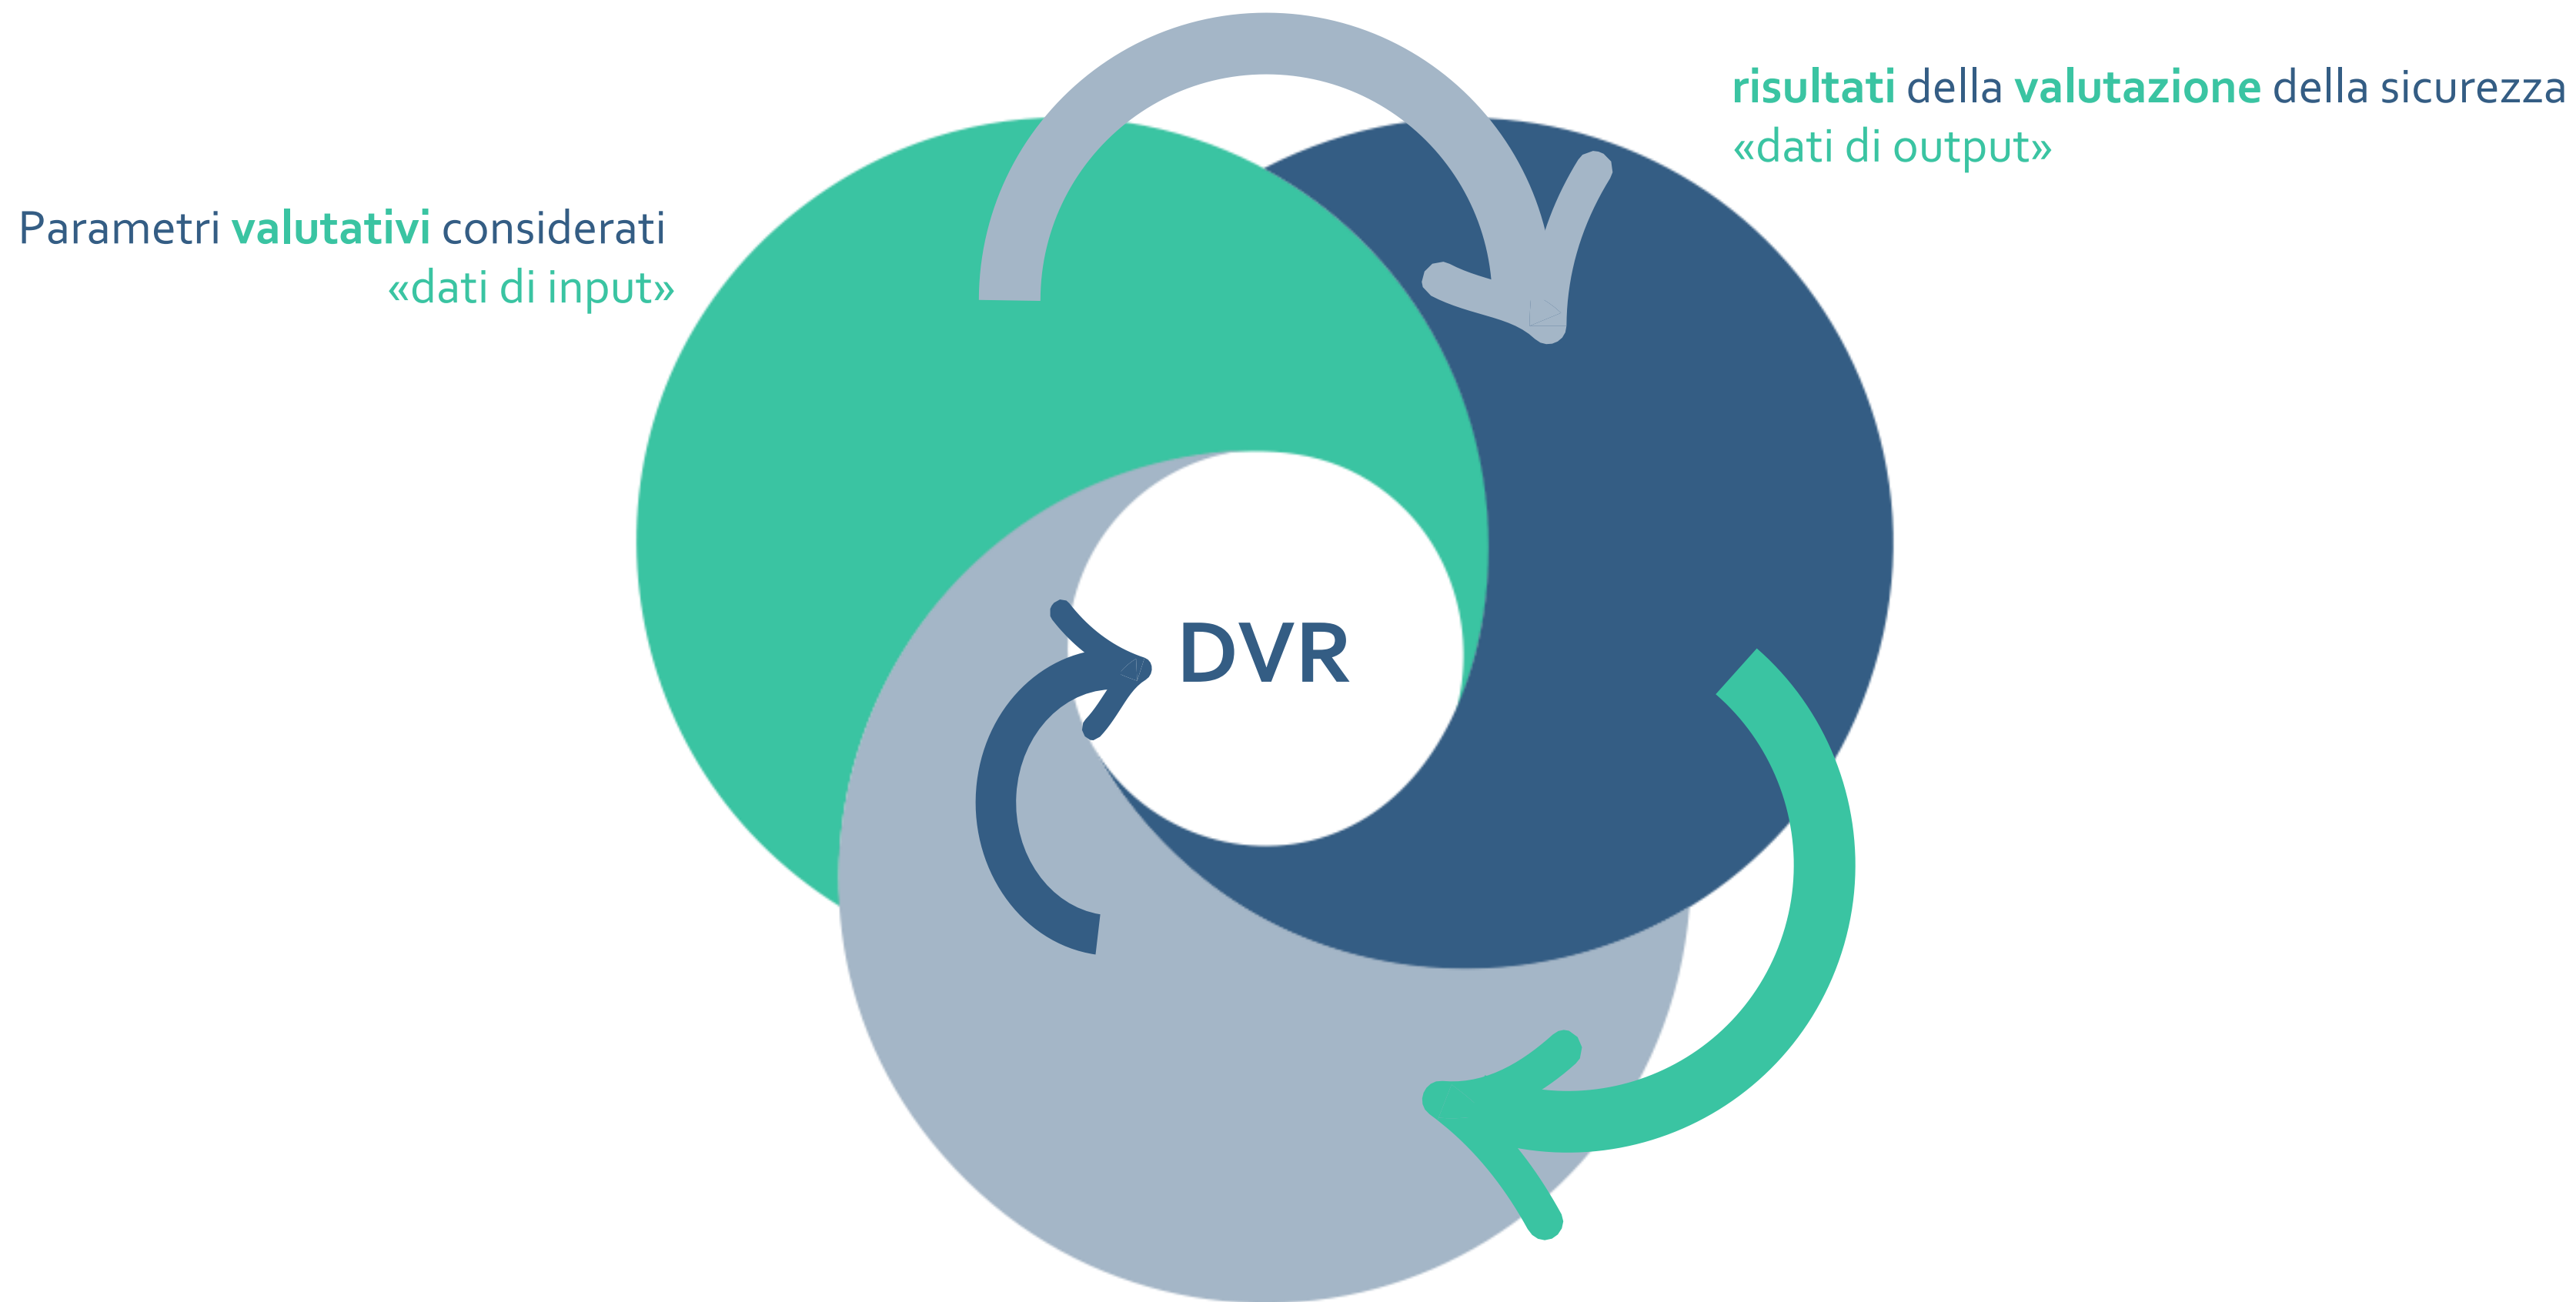 risultati della valutazione della sicurezza
«dati di output»
Parametri valutativi considerati
«dati di input»
DVR